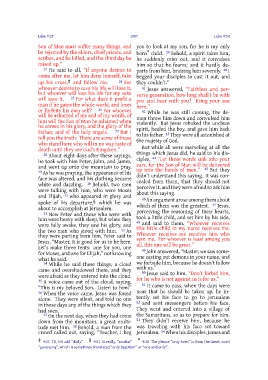 Luke 9:23
1007
Luke 9:54
Son of Man must suffer many things, and
be rejected by the elders, chief priests, and
scribes, and be killed, and the third day be
raised up."
23 He said to all, "If anyone desires to
come after me, let him deny himself, take
up his cross,
and follow me. 24 For
whoever desires to save his life will lose it,
but whoever will lose his life for my sake
will save it. 25 For what does it profit a
man if he gains the whole world, and loses
or forfeits his own self? 26 For whoever
will be ashamed of me and of my words, of
him will the Son of Man be ashamed when
he comes in his glory, and the glory of the
Father, and of the holy angels. 27 But I
tell you the truth: There are some of those
who stand here who will in no way taste of
death until they see God's Kingdom."
28 About eight days after these sayings,
he took with him Peter, John, and James,
and went up onto the mountain to pray.
29 As he was praying, the appearance of his
face was altered, and his clothing became
white and dazzling. 30 Behold, two men
were talking with him, who were Moses
and Elijah, 31 who appeared in glory and
spoke of his departure,
which he was
about to accomplish at Jerusalem.
32 Now Peter and those who were with
him were heavy with sleep, but when they
were fully awake, they saw his glory, and
the two men who stood with him. 33 As
they were parting from him, Peter said to
Jesus, "Master, it is good for us to be here.
Let's make three tents: one for you, one
for Moses, and one for Elijah," not knowing
what he said.
34 While he said these things, a cloud
came and overshadowed them, and they
were afraid as they entered into the cloud.
35 A voice came out of the cloud, saying,
"This is my beloved Son. Listen to him!"
36 When the voice came, Jesus was found
alone. They were silent, and told no one
in those days any of the things which they
had seen.
37 On the next day, when they had come
down from the mountain, a great multi-
tude met him. 38 Behold, a man from the
crowd called out, saying, "Teacher, I beg
you to look at my son, for he is my only
born
child. 39 Behold, a spirit takes him,
he suddenly cries out, and it convulses
him so that he foams; and it hardly de-
parts from him, bruising him severely. 40 I
begged your disciples to cast it out, and
they couldn't."
41 Jesus answered, "Faithless and per-
verse generation, how long shall I be with
you and bear with you? Bring your son
here."
42 While he was still coming, the de-
mon threw him down and convulsed him
violently. But Jesus rebuked the unclean
spirit, healed the boy, and gave him back
to his father. 43 They were all astonished at
the majesty of God.
But while all were marveling at all the
things which Jesus did, he said to his dis-
ciples, 44 "Let these words sink into your
ears, for the Son of Man will be delivered
up into the hands of men." 45 But they
didn't understand this saying. It was con-
cealed from them, that they should not
perceive it, and they were afraid to ask him
about this saying.
46 An argument arose among them about
which of them was the greatest. 47 Jesus,
perceiving the reasoning of their hearts,
took a little child, and set him by his side,
48 and said to them, "Whoever receives
this little child in my name receives me.
Whoever receives me receives him who
sent me. For whoever is least among you
all, this one will be great."
49 John answered, "Master, we saw some-
one casting out demons in your name, and
we forbade him, because he doesn't follow
with us."
50 Jesus said to him, "Don't forbid him,
for he who is not against us is for us."
51 It came to pass, when the days were
near that he should be taken up, he in-
tently set his face to go to Jerusalem
52 and sent messengers before his face.
They went and entered into a village of
the Samaritans, so as to prepare for him.
53 They didn't receive him, because he
was traveling with his face set toward
Jerusalem. 54 When his disciples, James and